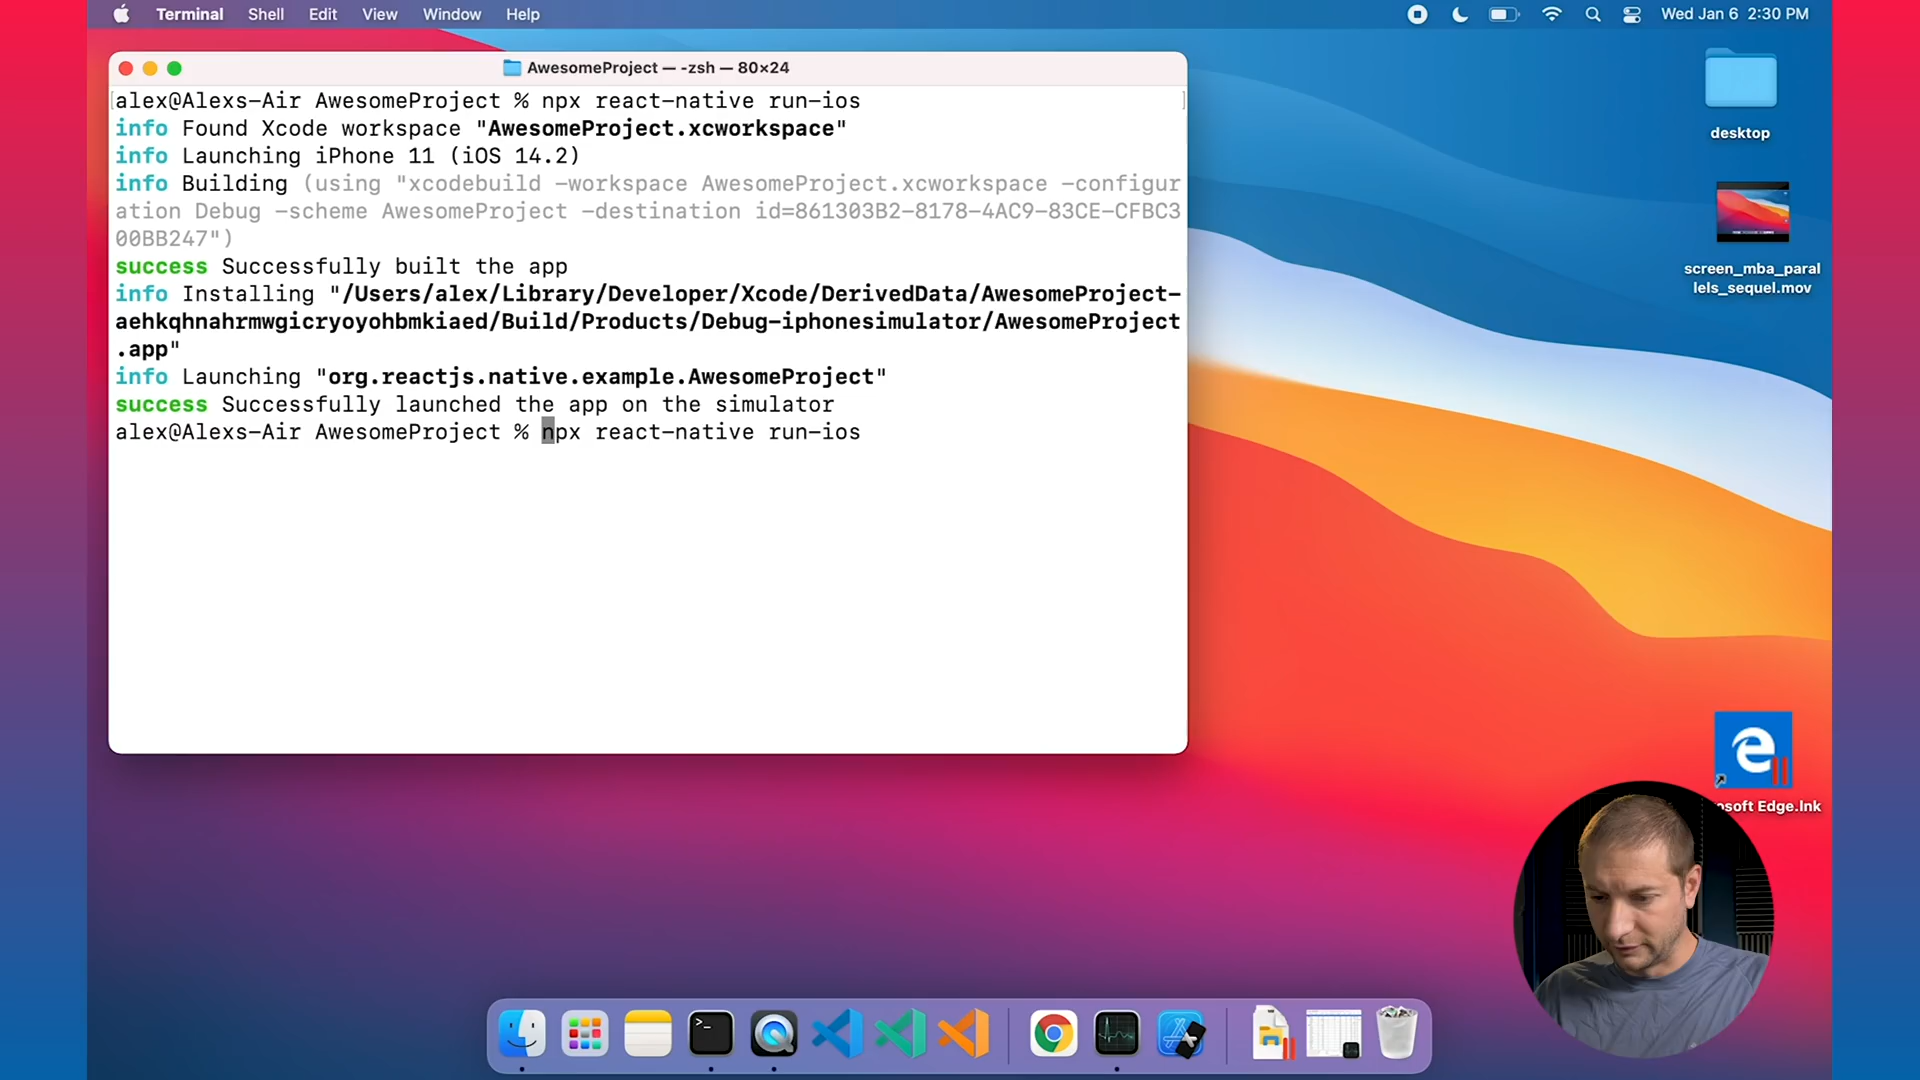 Terminal Shell Edit View Window Help
Wed Jan 6 2:30 PM
AwesomeProject — -zsh — 80×24
alex@Alexs-Air AwesomeProject % npx react-native run-ios
info Found Xcode workspace "AwesomeProject.xcworkspace"
info Launching iPhone 11 (iOS 14.2)
info Building (using "xcodebuild -workspace AwesomeProject.xcworkspace -configur
ation Debug -scheme AwesomeProject -destination id=861303B2-8178-4AC9-83CE-CFBC3
00BB247")
success Successfully built the app
info Installing "/Users/alex/Library/Developer/Xcode/DerivedData/AwesomeProject-
aehkqhnahrmwgicryoyohbmkiaed/Build/Products/Debug-iphonesimulator/AwesomeProject
.app"
info Launching "org.reactjs.native.example.AwesomeProject"
success Successfully launched the app on the simulator
alex@Alexs-Air AwesomeProject % npx react-native run-ios
desktop
screen_mba_paral
lels_sequel.mov
osoft Edge.lnk